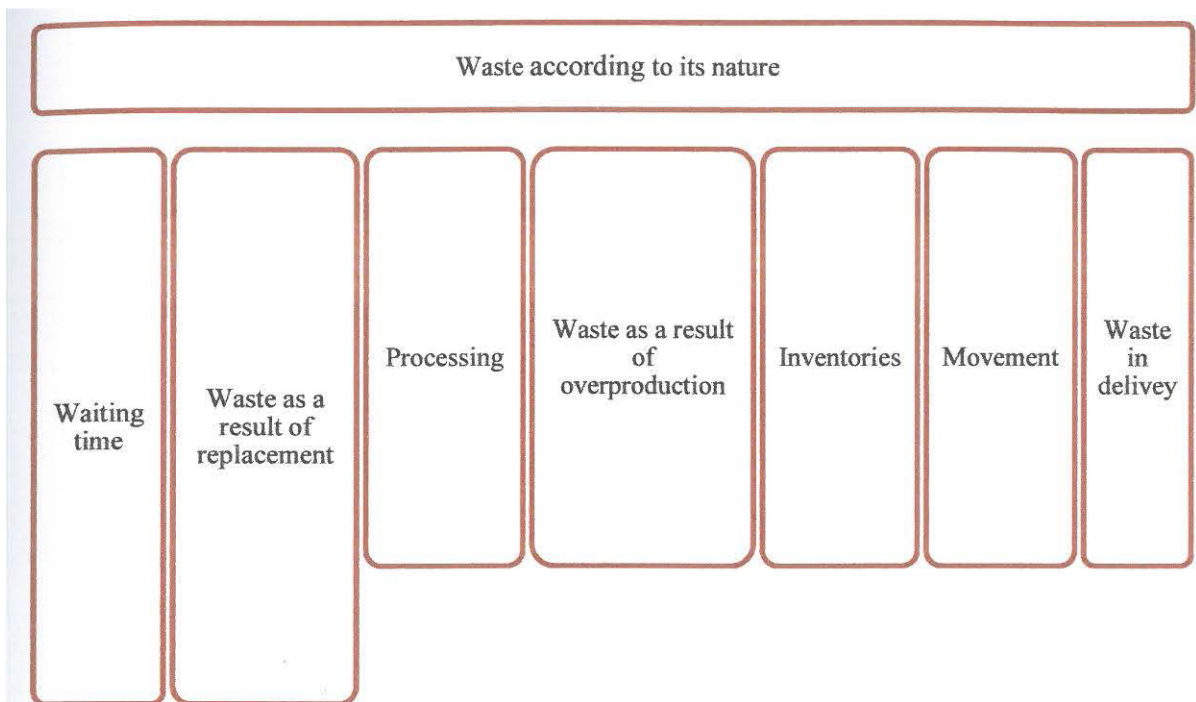 Waste according to its nature
Waiting
time
Waste as a
result of
replacement
Processing
Waste as a result
of
overproduction
Inventories
Movement
Waste
in
delivey